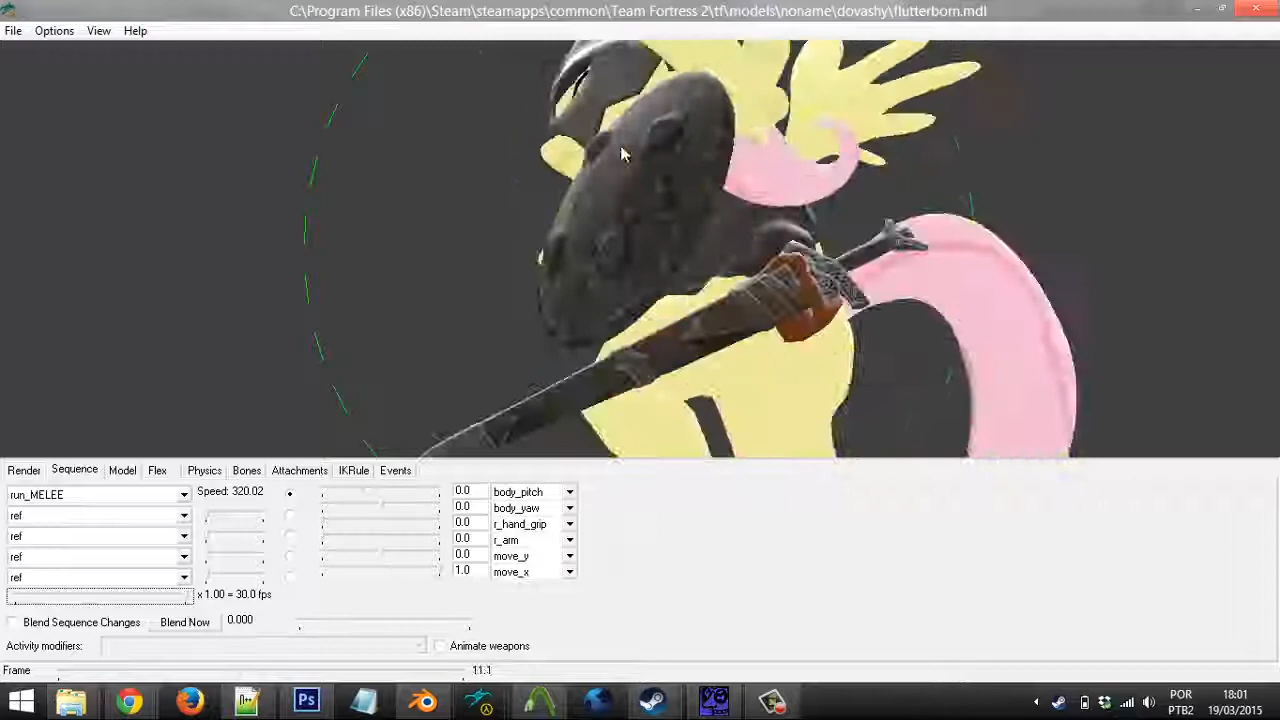 C:\Program Files (x86)\Steam\steamapps\common\Team Fortress 2\tf\models\noname\dovashy\flutterborn.mdl
File Options View Help
Render Sequence Model Flex Physics Bones Attachments IKRule Events
run_MELEE Speed: 320.02 0.0 body_pitch
ref 0.0 body_yaw
0.0 r_hand_grip
ref 0.0 r_arm
ref 0.0 move_y
ref 1.0 move_x
x 1.00 = 30.0 fps
Blend Sequence Changes Blend Now 0.000
Activity modifiers: Animate weapons
Frame 11.1
Ps POR 18:01
PTB2 19/03/2015